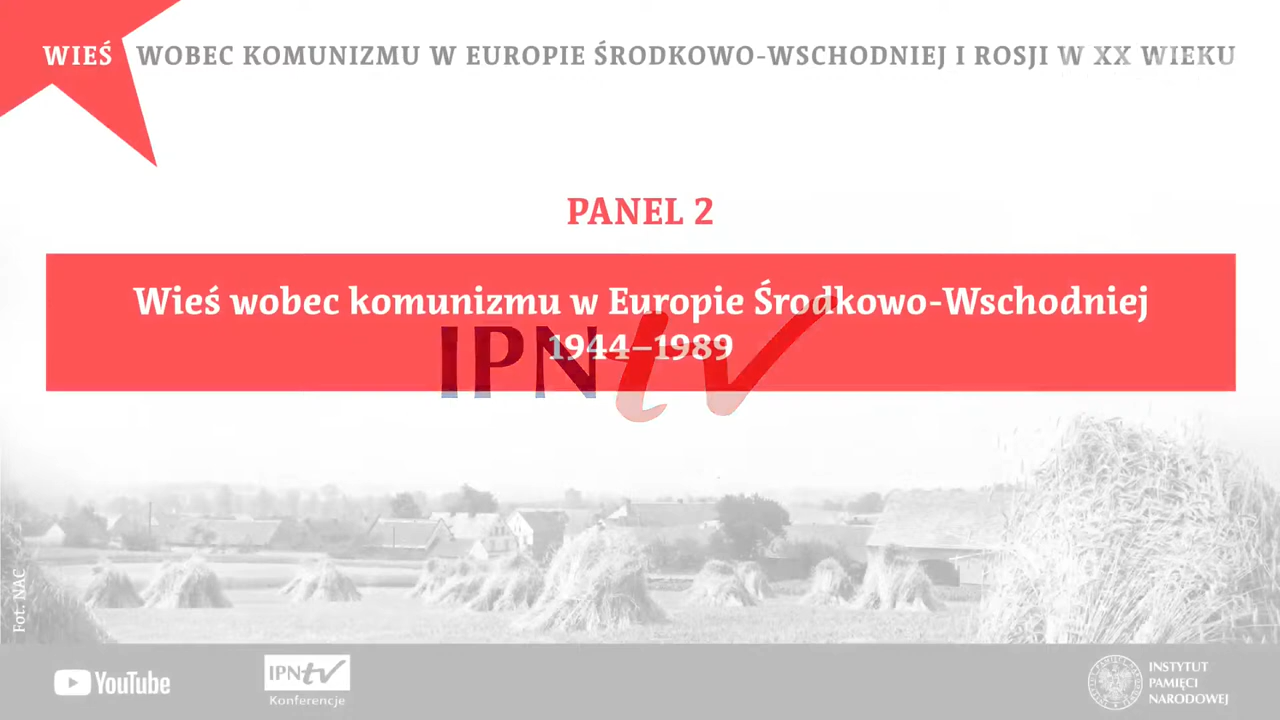 WIEŚ WOBEC KOMUNIZMU W EUROPIE ŚRODKOWO-WSCHODNIEJ I ROSJI W XX WIEKU
PANEL 2
Wieś wobec komunizmu w Europie Środkowo-Wschodniej
1944–1989
IPNtv
Fot. NAC
YouTube
IPNtv
Konferencje
INSTYTUT
PAMIĘCI
NARODOWEJ